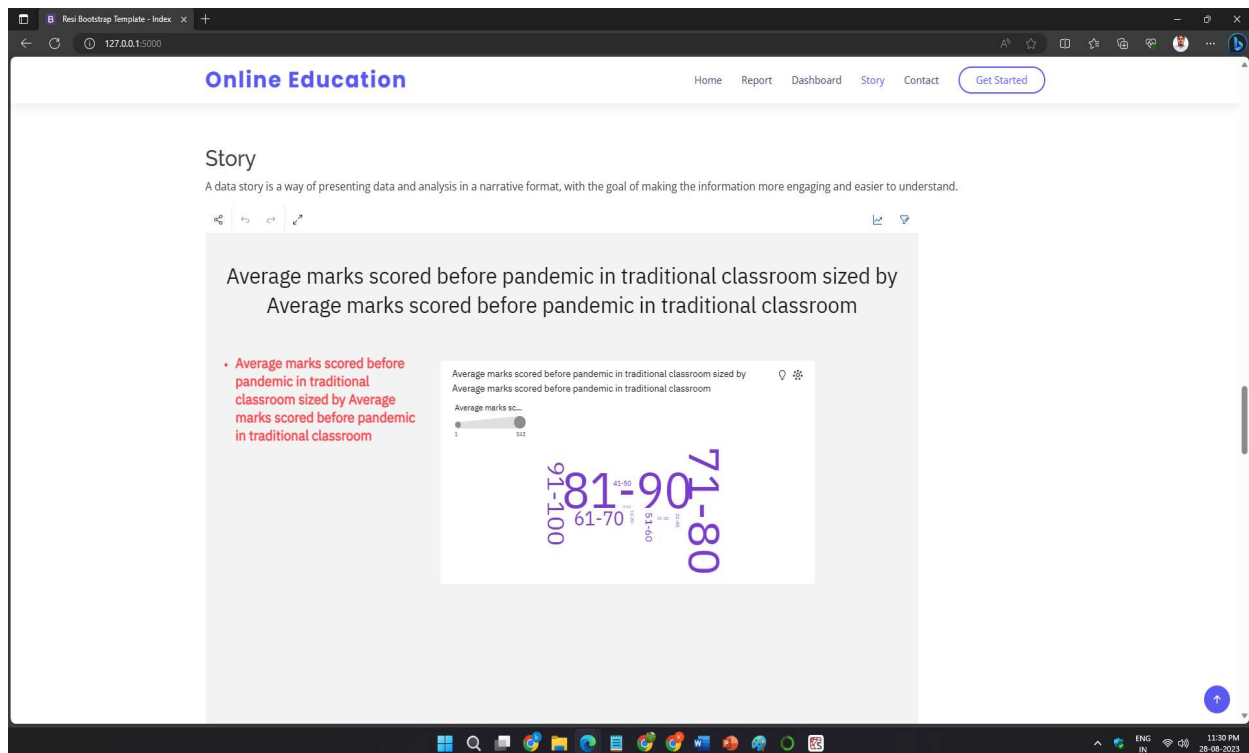 Resi Bootstrap Template - Index
127.0.0.1:5000
Online Education
Home Report Dashboard Story Contact Get Started
Story
A data story is a way of presenting data and analysis in a narrative format, with the goal of making the information more engaging and easier to understand.
Average marks scored before pandemic in traditional classroom sized by
Average marks scored before pandemic in traditional classroom
• Average marks scored before
pandemic in traditional
classroom sized by Average
marks scored before pandemic
in traditional classroom
Average marks scored before pandemic in traditional classroom sized by
Average marks scored before pandemic in traditional classroom
Average marks sc...
1
91-100
81-90
41-50
71-80
61-70
51-60
ENG
IN
11:30 PM
28-08-2023